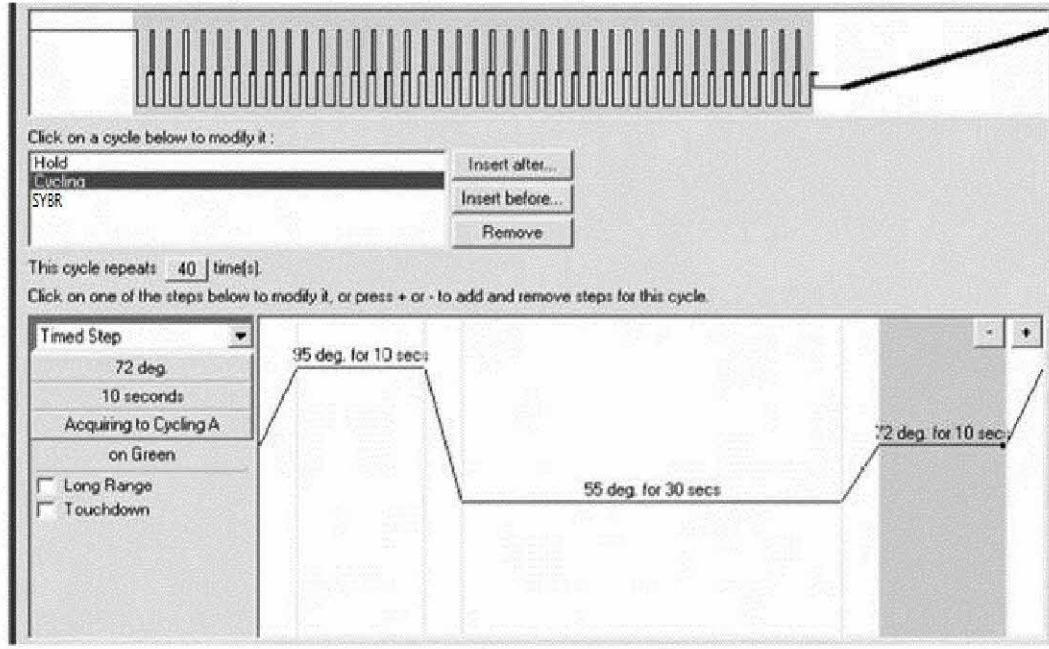 Click on a cycle below to modify it :
Hold
Cycling
SYBR
Insert after...
Insert before...
Remove
This cycle repeats 40 time(s).
Click on one of the steps below to modify it, or press + or - to add and remove steps for this cycle.
Timed Step
72 deg.
10 seconds
Acquiring to Cycling A
on Green
Long Range
Touchdown
95 deg. for 10 secs
55 deg. for 30 secs
72 deg. for 10 secs
- +